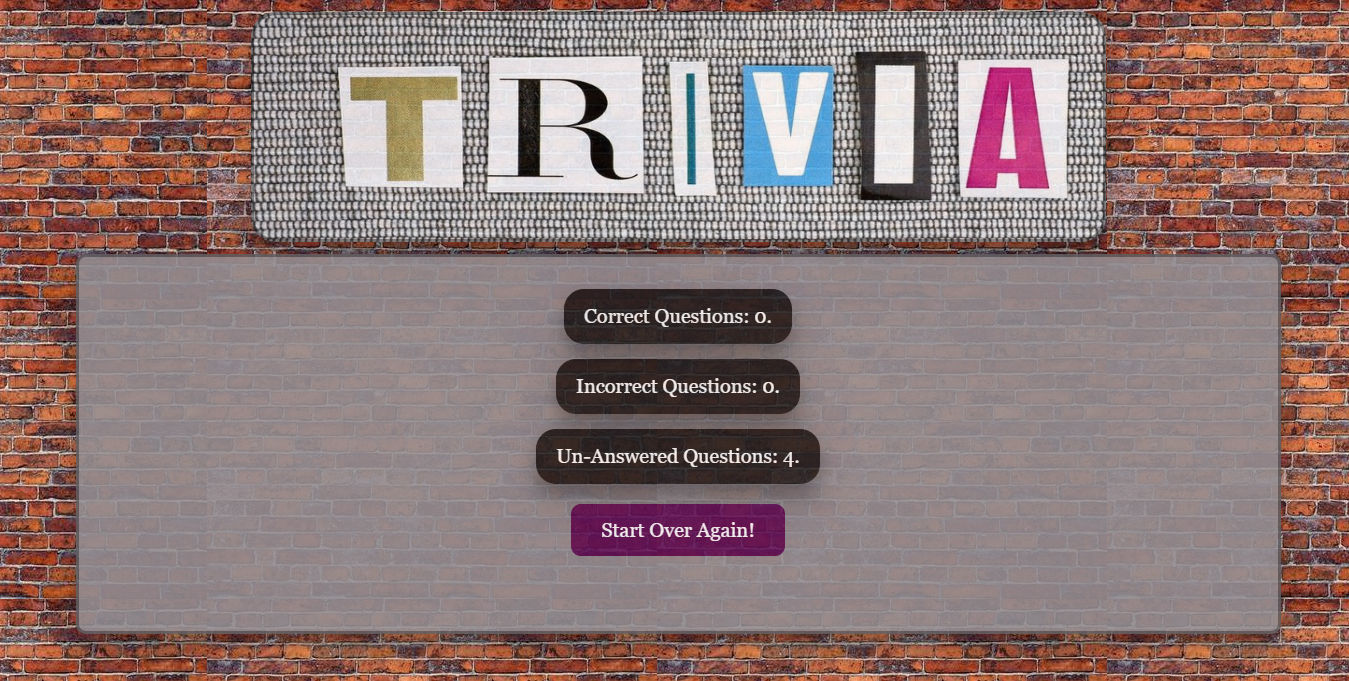 TRIVIA
Correct Questions: 0.
Incorrect Questions: 0.
Un-Answered Questions: 4.
Start Over Again!